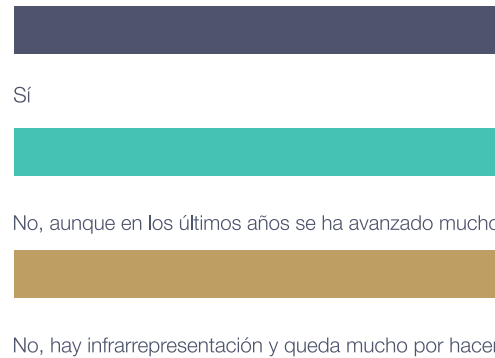 Sí
No, aunque en los últimos años se ha avanzado mucho
No, hay infrarrepresentación y queda mucho por hacer